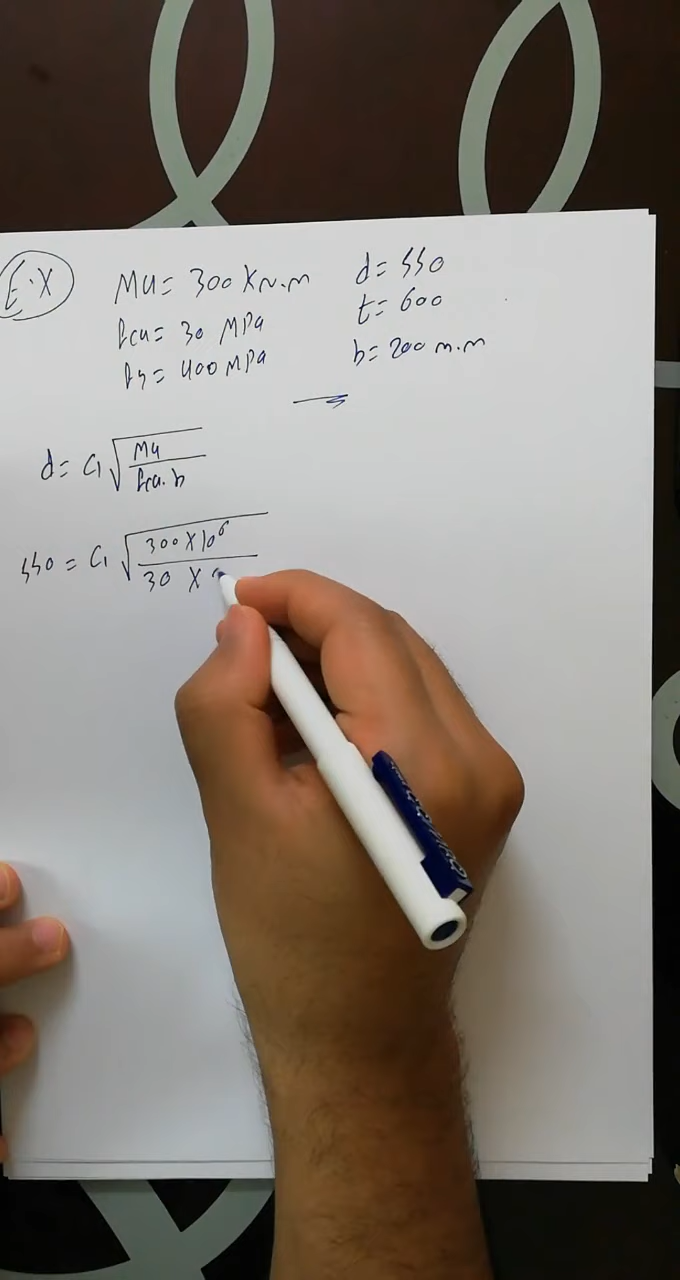 E.X
Mu = 300 KN.m
Fcu = 30 MPa
Fy = 400 MPa
d = 550
t = 600
b = 200 m.m
d = C1 √ Mu / Fcu.b
550 = C1 √ 300 X 10⁶ / 30 X